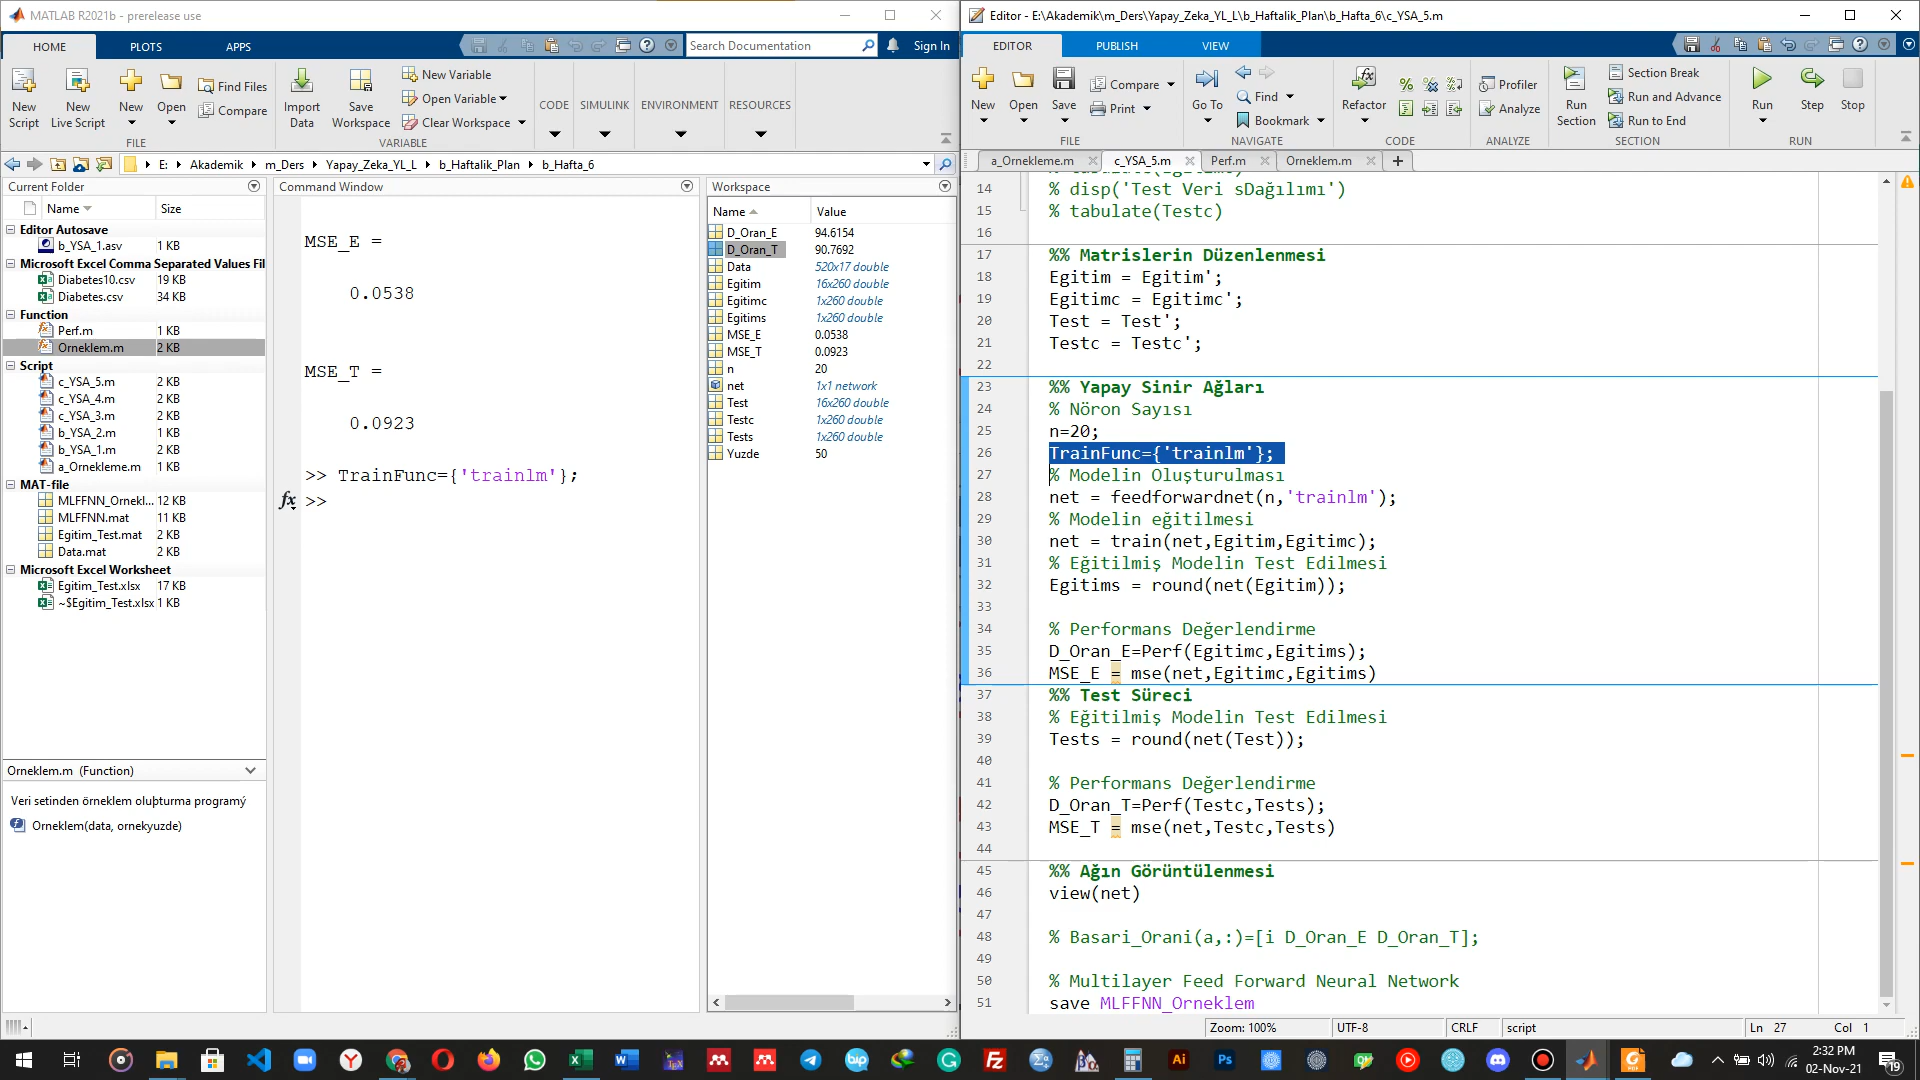 MATLAB R2021b - prerelease use
HOME PLOTS APPS
Search Documentation
Sign In
New Script
New Live Script
New
Open
Find Files
Compare
Import Data
Save Workspace
New Variable
Open Variable
Clear Workspace
CODE SIMULINK ENVIRONMENT RESOURCES
FILE VARIABLE
E: Akademik m_Ders Yapay_Zeka_YL_L b_Haftalik_Plan b_Hafta_6
Current Folder
Name Size
Editor Autosave
b_YSA_1.asv 1 KB
Microsoft Excel Comma Separated Values Fil
Diabetes10.csv 19 KB
Diabetes.csv 34 KB
Function
Perf.m 1 KB
Orneklem.m 2 KB
Script
c_YSA_5.m 2 KB
c_YSA_4.m 2 KB
c_YSA_3.m 2 KB
b_YSA_2.m 1 KB
b_YSA_1.m 2 KB
a_Ornekleme.m 1 KB
MAT-file
MLFFNN_Ornekl... 12 KB
MLFFNN.mat 11 KB
Egitim_Test.mat 2 KB
Data.mat 2 KB
Microsoft Excel Worksheet
Egitim_Test.xlsx 17 KB
~$Egitim_Test.xlsx 1 KB
Orneklem.m (Function)
Veri setinden örneklem oluþturma programý
Orneklem(data, ornekyuzde)
Command Window
MSE_E =
0.0538
MSE_T =
0.0923
>> TrainFunc={'trainlm'};
fx >>
Workspace
Name Value
D_Oran_E 94.6154
D_Oran_T 90.7692
Data 520x17 double
Egitim 16x260 double
Egitimc 1x260 double
Egitims 1x260 double
MSE_E 0.0538
MSE_T 0.0923
n 20
net 1x1 network
Test 16x260 double
Testc 1x260 double
Tests 1x260 double
Yuzde 50
Editor - E:\Akademik\m_Ders\Yapay_Zeka_YL_L\b_Haftalik_Plan\b_Hafta_6\c_YSA_5.m
EDITOR PUBLISH VIEW
New
Open
Save
Compare
Print
Go To
Find
Bookmark
Refactor
Profiler
Analyze
Run Section
Section Break
Run and Advance
Run to End
Run
Step
Stop
FILE NAVIGATE CODE ANALYZE SECTION RUN
a_Ornekleme.m c_YSA_5.m Perf.m Orneklem.m
14 % disp('Test Veri sDağılımı')
15 % tabulate(Testc)
16
17 %% Matrislerin Düzenlenmesi
18 Egitim = Egitim';
19 Egitimc = Egitimc';
20 Test = Test';
21 Testc = Testc';
22
23 %% Yapay Sinir Ağları
24 % Nöron Sayısı
25 n=20;
26 TrainFunc={'trainlm'};
27 % Modelin Oluşturulması
28 net = feedforwardnet(n,'trainlm');
29 % Modelin eğitilmesi
30 net = train(net,Egitim,Egitimc);
31 % Eğitilmiş Modelin Test Edilmesi
32 Egitims = round(net(Egitim));
33
34 % Performans Değerlendirme
35 D_Oran_E=Perf(Egitimc,Egitims);
36 MSE_E = mse(net,Egitimc,Egitims)
37 %% Test Süreci
38 % Eğitilmiş Modelin Test Edilmesi
39 Tests = round(net(Test));
40
41 % Performans Değerlendirme
42 D_Oran_T=Perf(Testc,Tests);
43 MSE_T = mse(net,Testc,Tests)
44
45 %% Ağın Görüntülenmesi
46 view(net)
47
48 % Basari_Orani(a,:)=[i D_Oran_E D_Oran_T];
49
50 % Multilayer Feed Forward Neural Network
51 save MLFFNN_Orneklem
Zoom: 100% UTF-8 CRLF script Ln 27 Col 1
2:32 PM
02-Nov-21
19